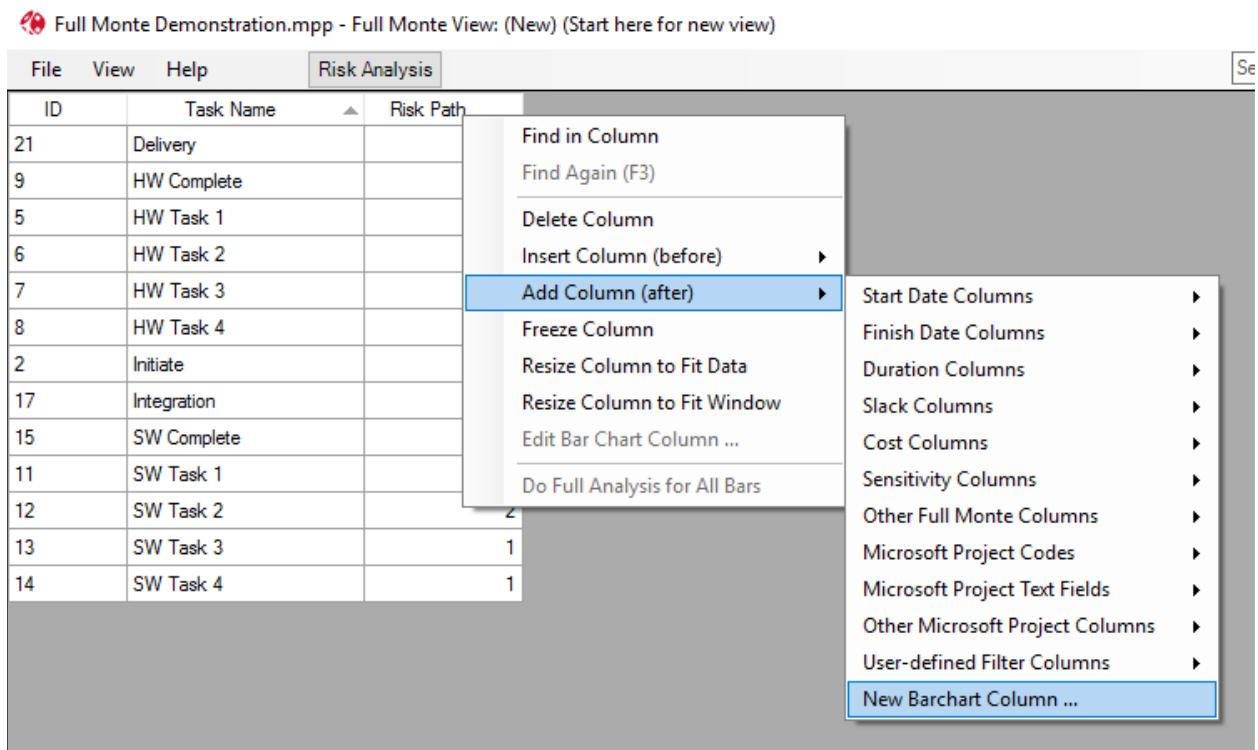 Full Monte Demonstration.mpp - Full Monte View: (New) (Start here for new view)
File View Help Risk Analysis
ID Task Name Risk Path
21 Delivery
9 HW Complete
5 HW Task 1
6 HW Task 2
7 HW Task 3
8 HW Task 4
2 Initiate
17 Integration
15 SW Complete
11 SW Task 1
12 SW Task 2 2
13 SW Task 3 1
14 SW Task 4 1
Find in Column
Find Again (F3)
Delete Column
Insert Column (before)
Add Column (after)
Freeze Column
Resize Column to Fit Data
Resize Column to Fit Window
Edit Bar Chart Column ...
Do Full Analysis for All Bars
Start Date Columns
Finish Date Columns
Duration Columns
Slack Columns
Cost Columns
Sensitivity Columns
Other Full Monte Columns
Microsoft Project Codes
Microsoft Project Text Fields
Other Microsoft Project Columns
User-defined Filter Columns
New Barchart Column ...